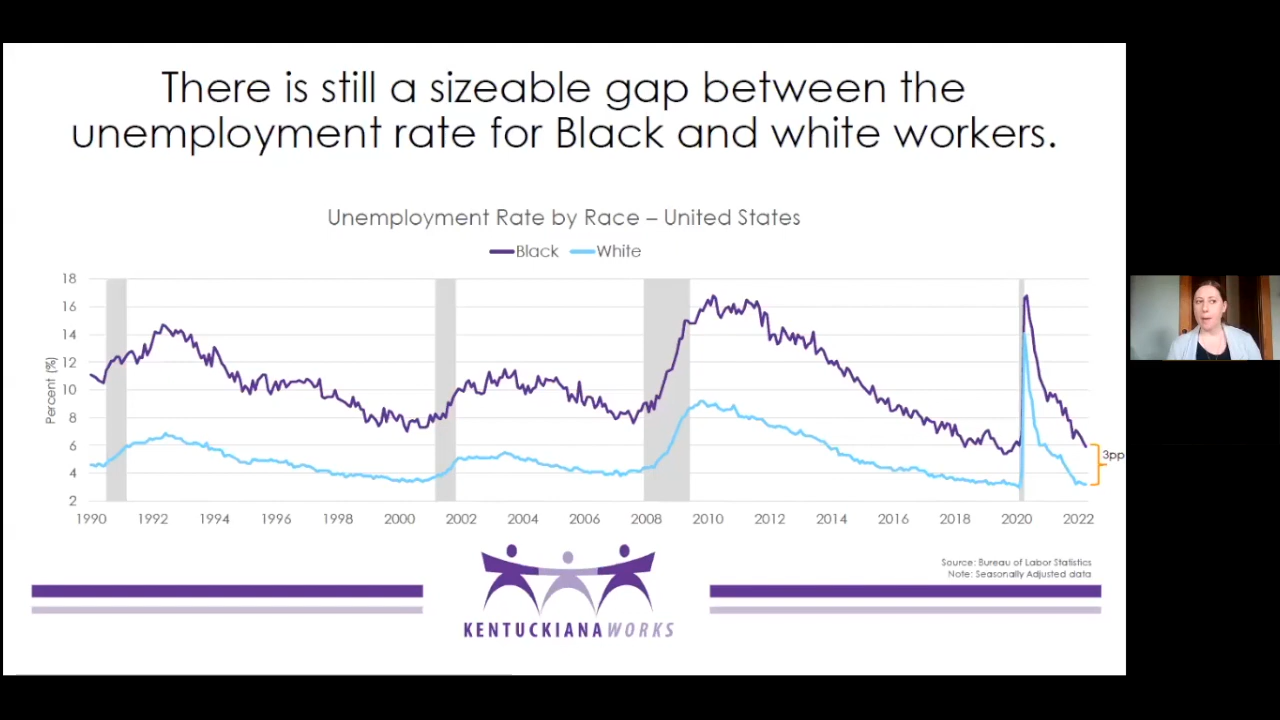 There is still a sizeable gap between the
unemployment rate for Black and white workers.
Unemployment Rate by Race – United States
Black White
Percent (%)
18
16
14
12
10
8
6
4
2
3pp
1990 1992 1994 1996 1998 2000 2002 2004 2006 2008 2010 2012 2014 2016 2018 2020 2022
Source: Bureau of Labor Statistics
Note: Seasonally Adjusted data
KENTUCKIANAWORKS